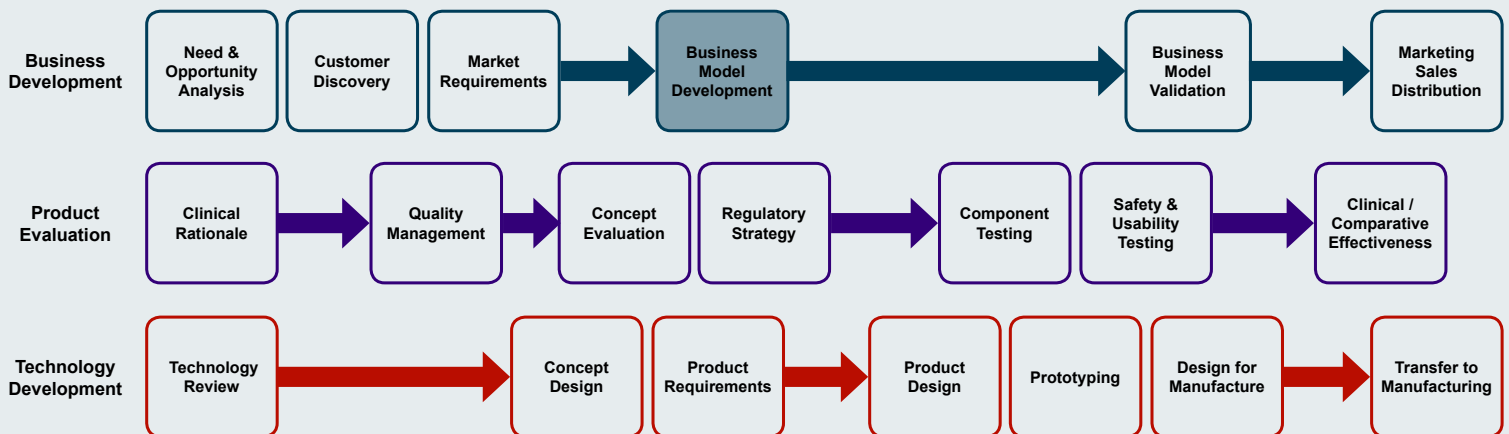 Business
Development
Need &
Opportunity
Analysis
Customer
Discovery
Market
Requirements
Business
Model
Development
Business
Model
Validation
Marketing
Sales
Distribution
Product
Evaluation
Clinical
Rationale
Quality
Management
Concept
Evaluation
Regulatory
Strategy
Component
Testing
Safety &
Usability
Testing
Clinical /
Comparative
Effectiveness
Technology
Development
Technology
Review
Concept
Design
Product
Requirements
Product
Design
Prototyping
Design for
Manufacture
Transfer to
Manufacturing